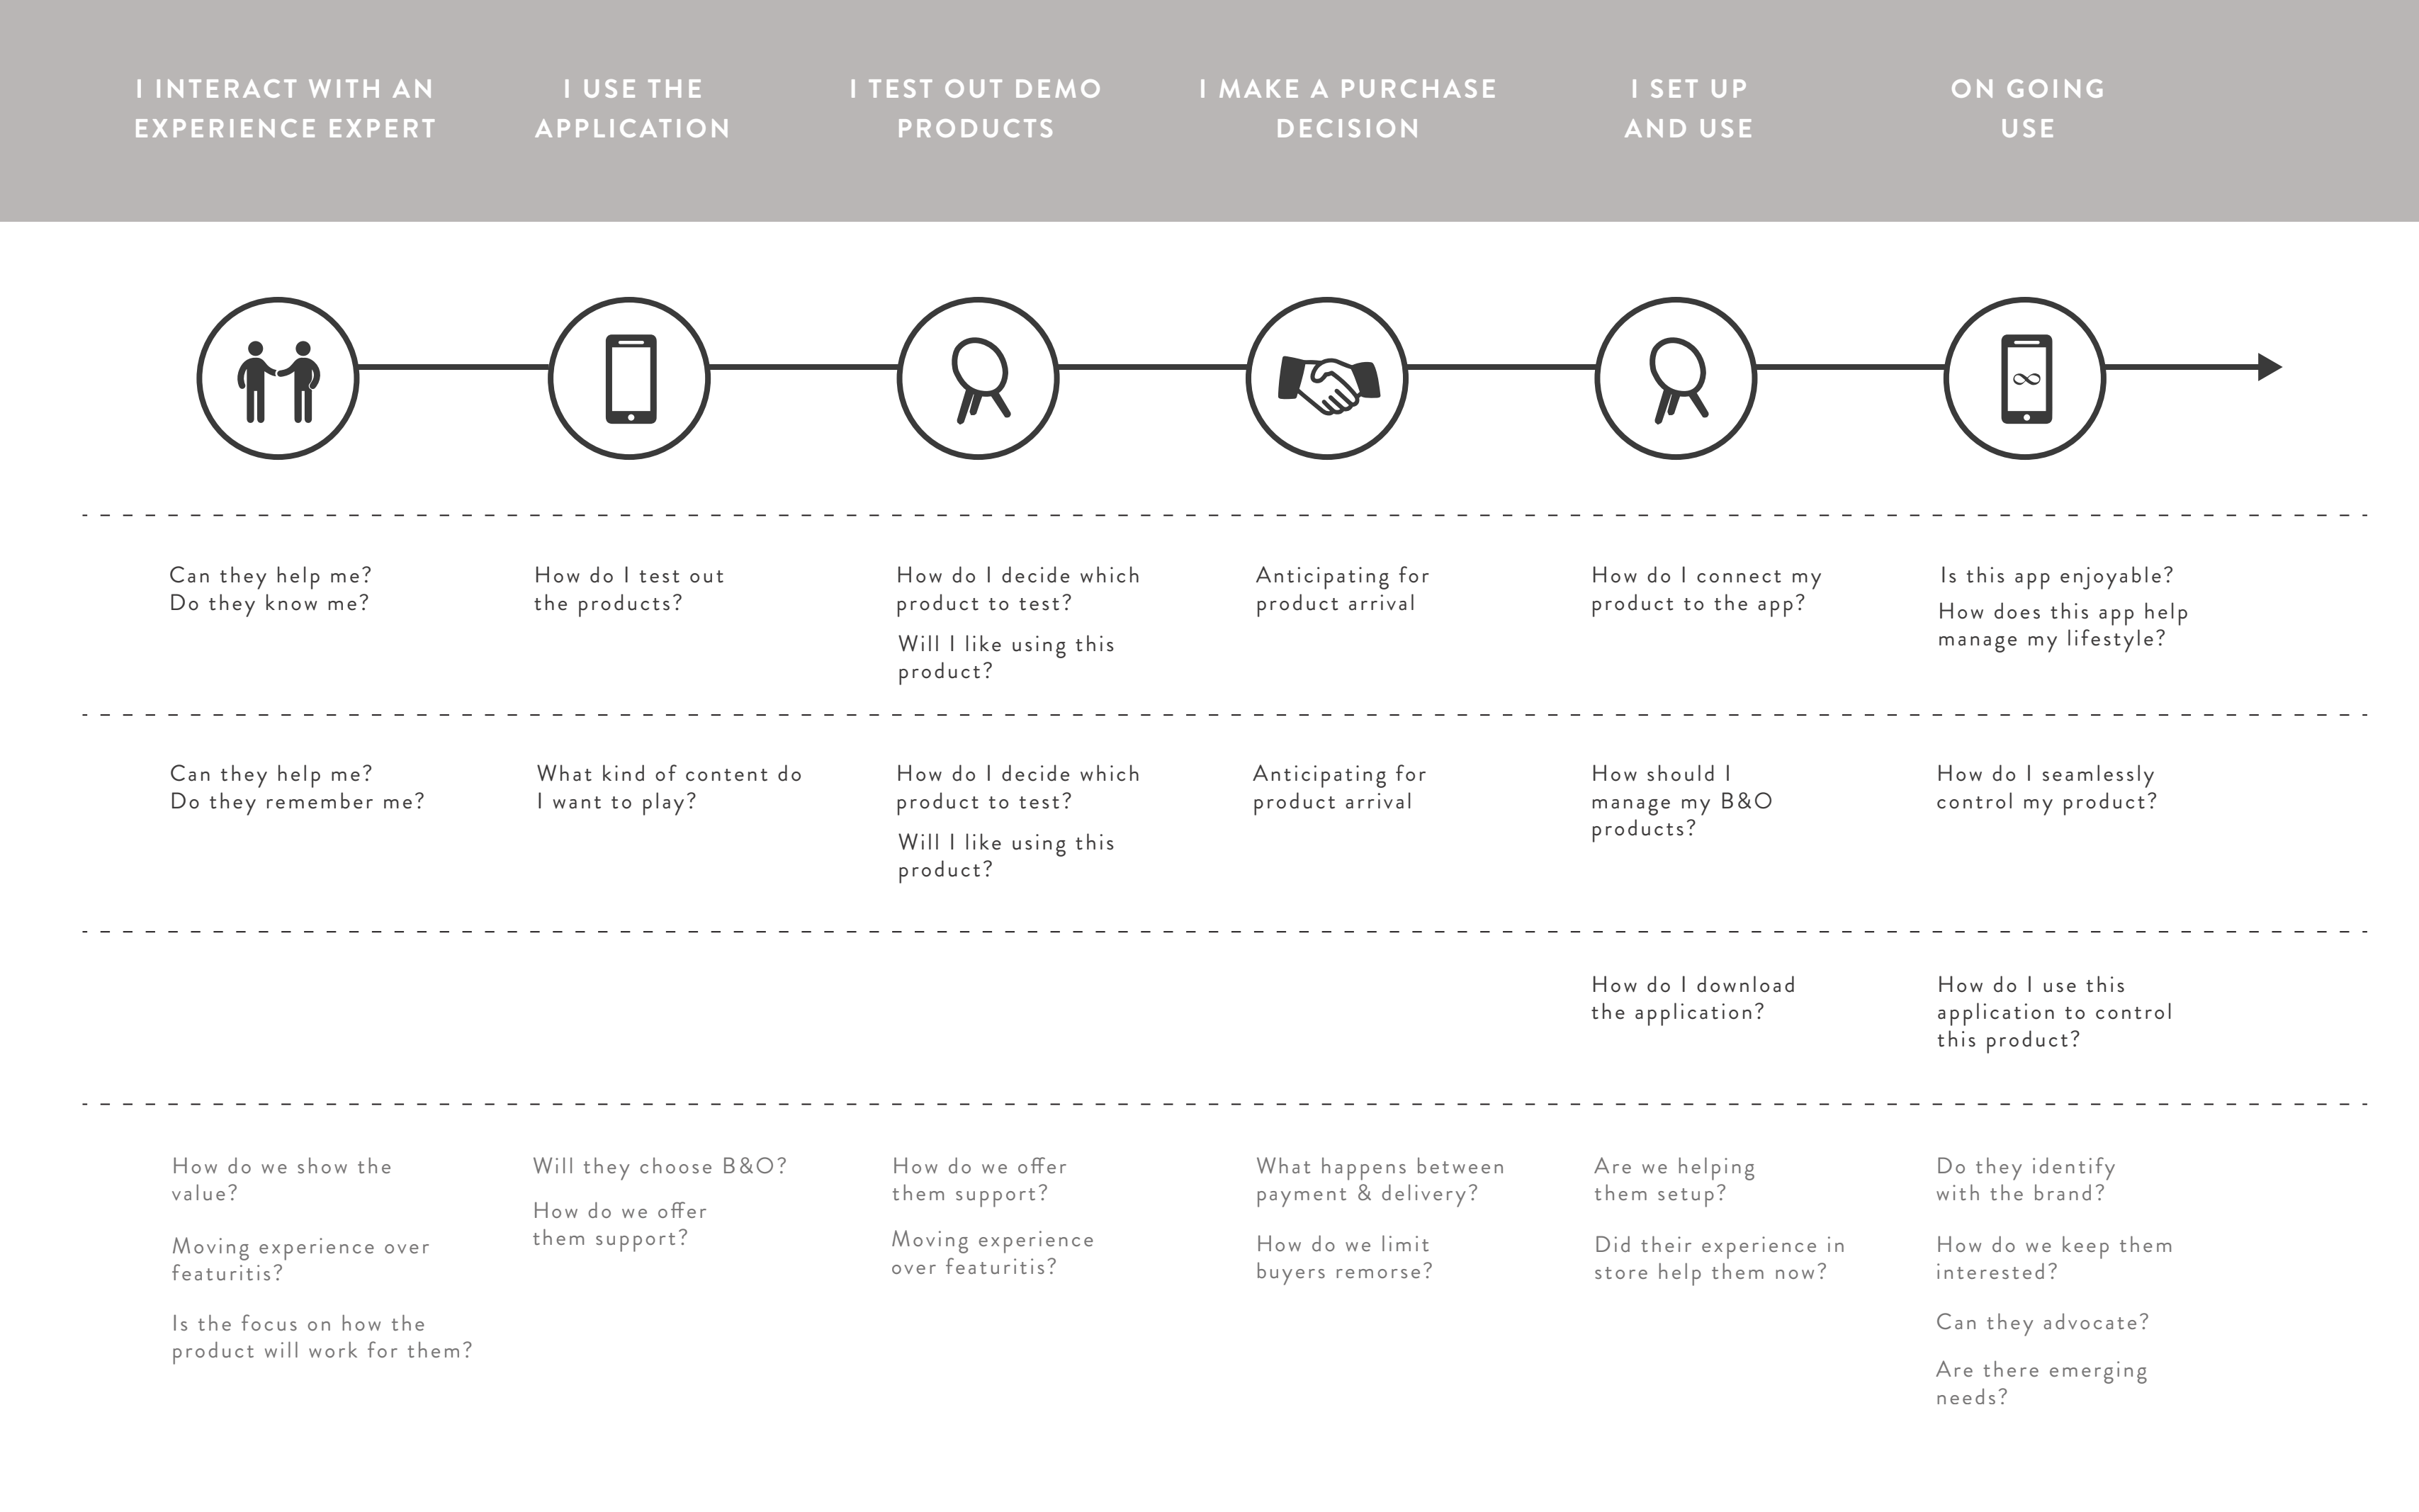 I INTERACT WITH AN
EXPERIENCE EXPERT
I USE THE
APPLICATION
I TEST OUT DEMO
PRODUCTS
I MAKE A PURCHASE
DECISION
I SET UP
AND USE
ON GOING
USE
Can they help me?
Do they know me?
How do I test out
the products?
How do I decide which
product to test?
Will I like using this
product?
Anticipating for
product arrival
How do I connect my
product to the app?
Is this app enjoyable?
How does this app help
manage my lifestyle?
Can they help me?
Do they remember me?
What kind of content do
I want to play?
How do I decide which
product to test?
Will I like using this
product?
Anticipating for
product arrival
How should I
manage my B&O
products?
How do I seamlessly
control my product?
How do I download
the application?
How do I use this
application to control
this product?
How do we show the
value?
Moving experience over
featuritis?
Is the focus on how the
product will work for them?
Will they choose B&O?
How do we offer
them support?
How do we offer
them support?
Moving experience
over featuritis?
What happens between
payment & delivery?
How do we limit
buyers remorse?
Are we helping
them setup?
Did their experience in
store help them now?
Do they identify
with the brand?
How do we keep them
interested?
Can they advocate?
Are there emerging
needs?